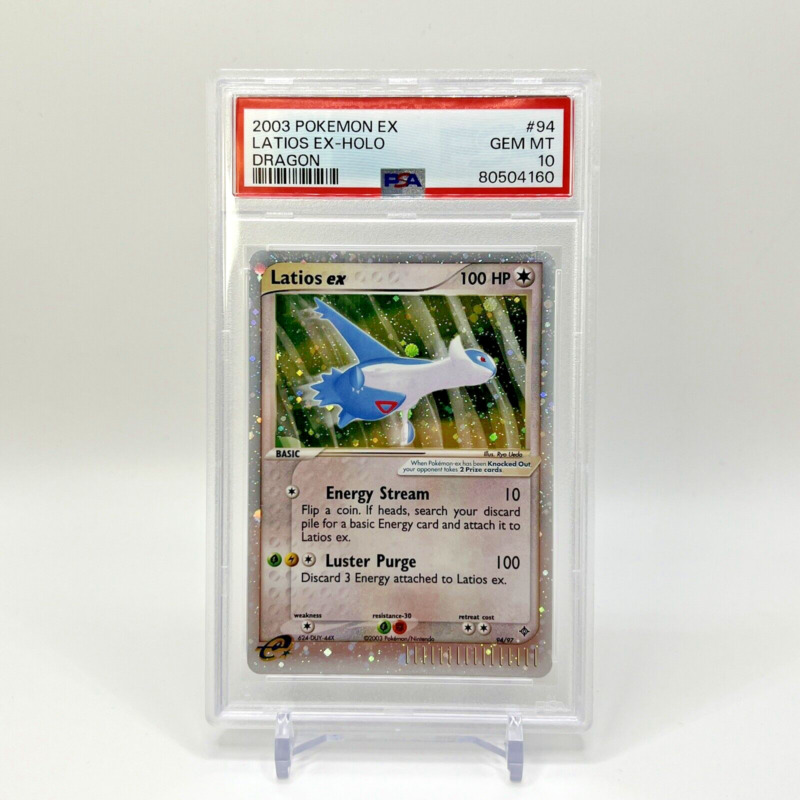 2003 POKEMON EX #94
LATIOS EX-HOLO GEM MT
DRAGON 10
PSA 80504160
Latios ex 100 HP
BASIC
Illus. Ryo Ueda
When Pokémon-ex has been Knocked Out,
your opponent takes 2 Prize cards.
Energy Stream 10
Flip a coin. If heads, search your discard
pile for a basic Energy card and attach it to
Latios ex.
Luster Purge 100
Discard 3 Energy attached to Latios ex.
weakness resistance-30 retreat cost
624 DUY 44X ©2003 Pokémon/Nintendo 94/97
e